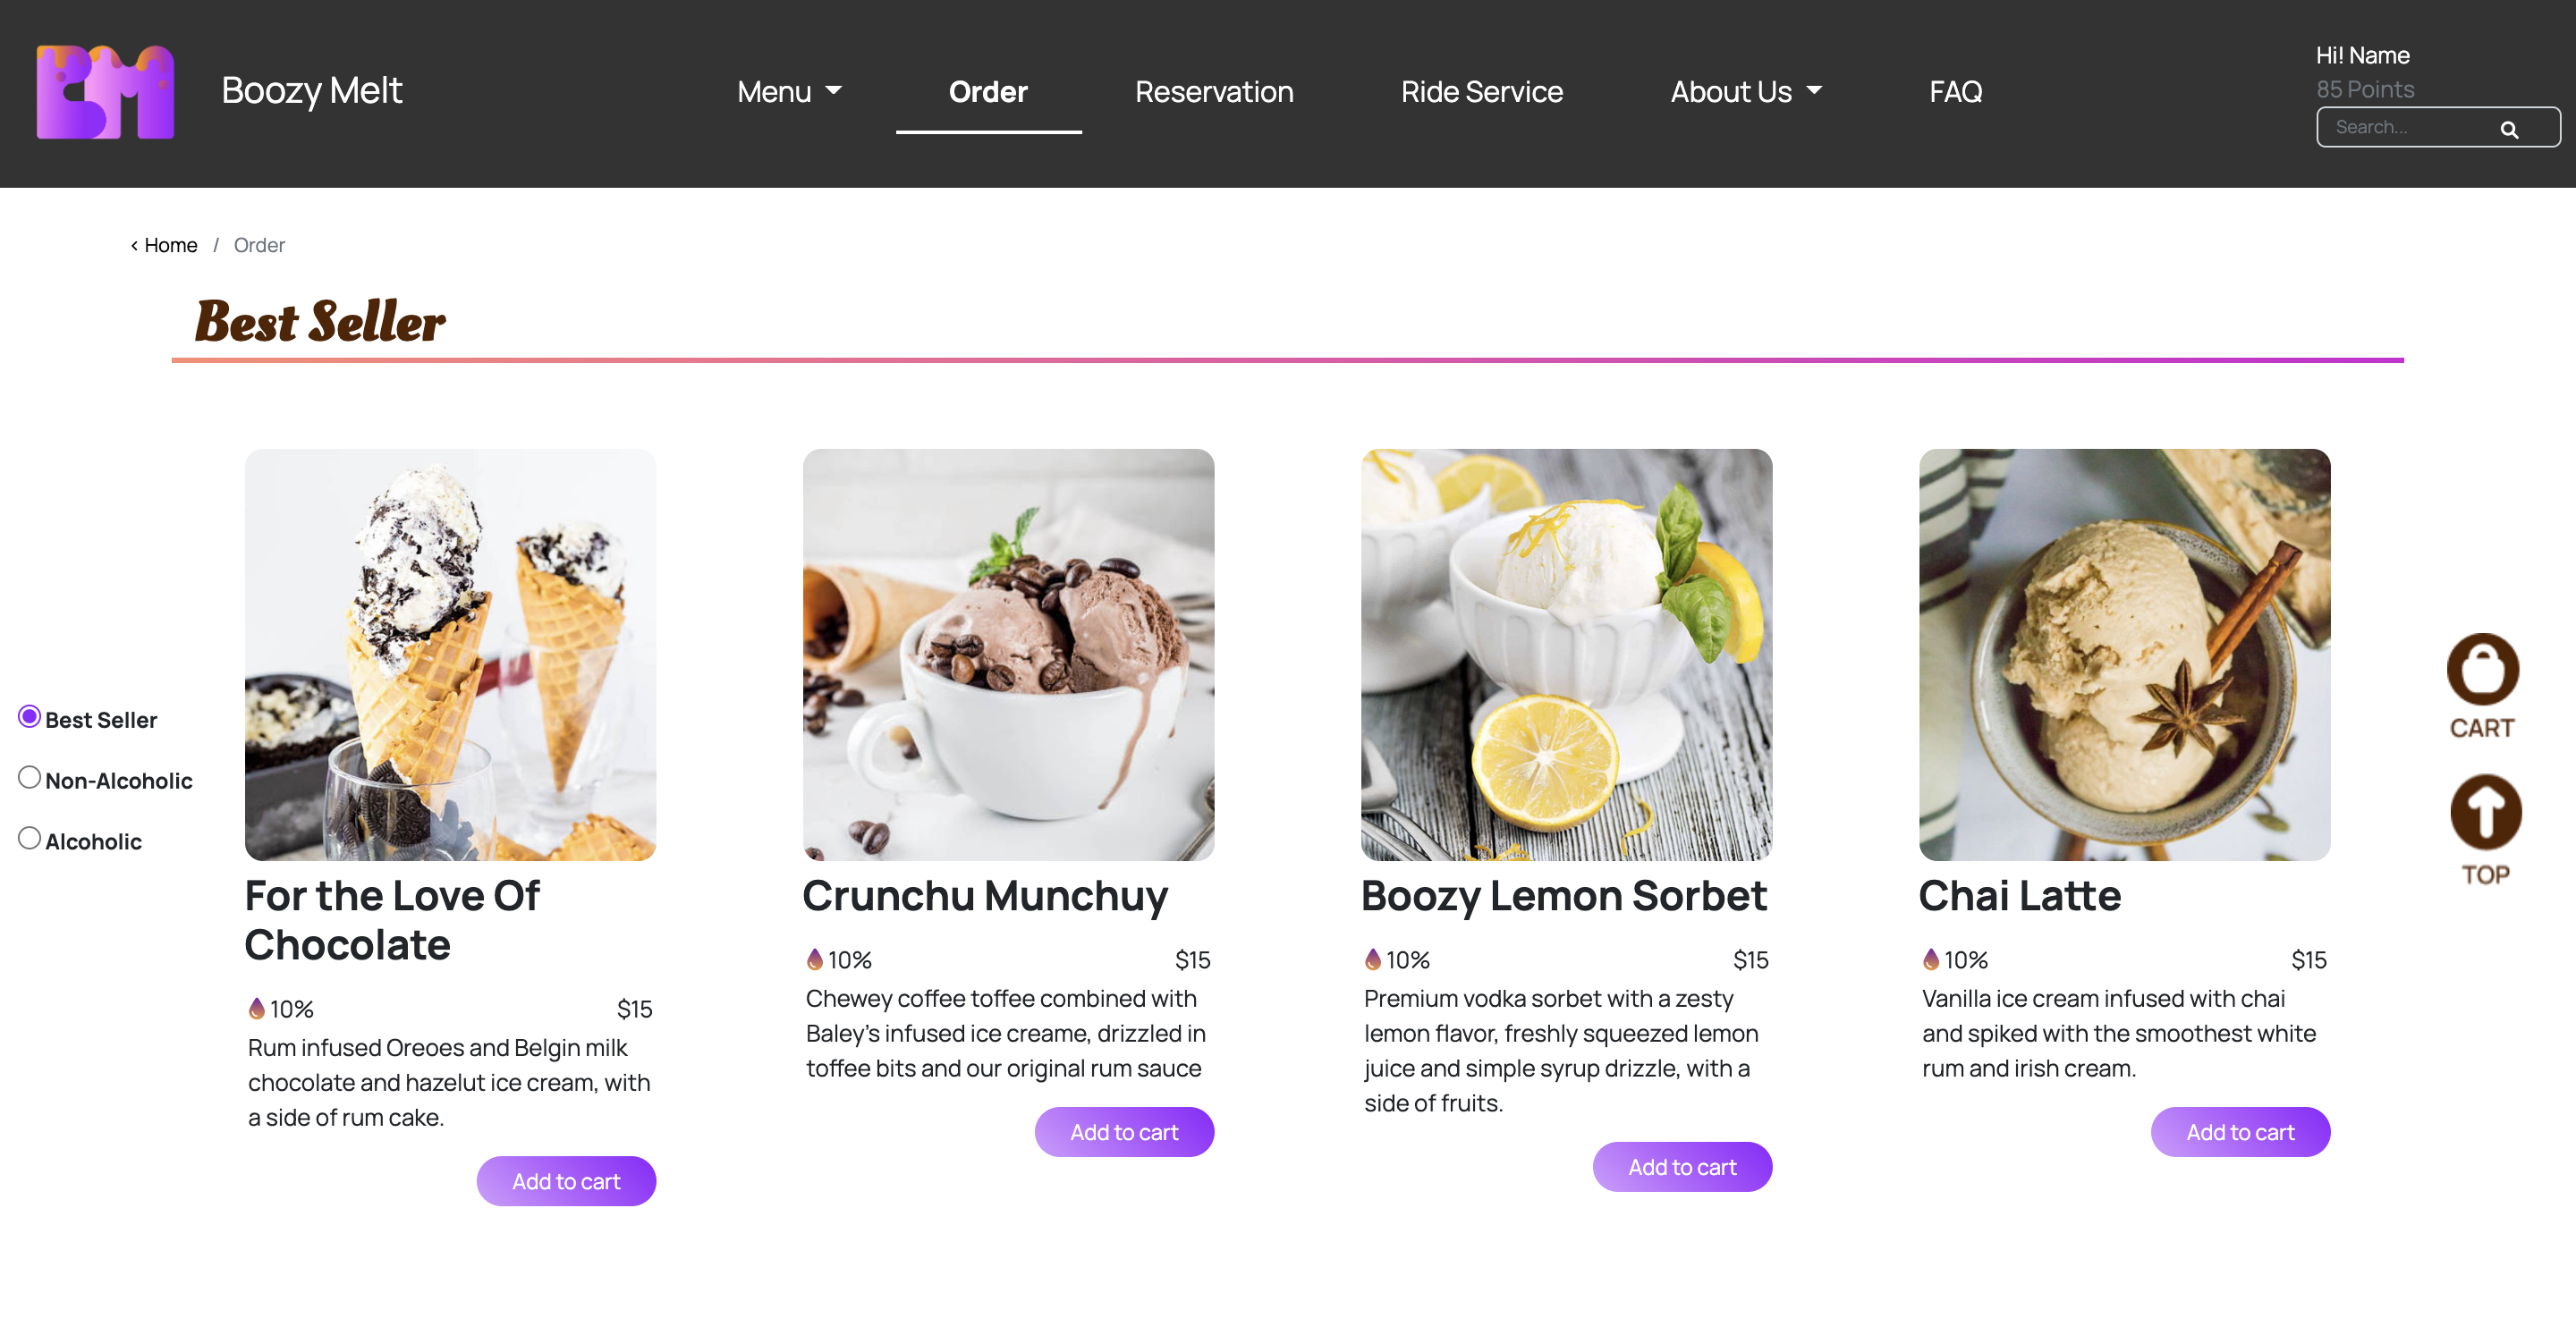 BM
Boozy Melt
Menu
Order
Reservation
Ride Service
About Us
FAQ
Hi! Name
85 Points
Search...
< Home / Order
Best Seller
Best Seller
Non-Alcoholic
Alcoholic
For the Love Of
Chocolate
10% $15
Rum infused Oreoes and Belgin milk
chocolate and hazelut ice cream, with
a side of rum cake.
Add to cart
Crunchu Munchuy
10% $15
Chewey coffee toffee combined with
Baley's infused ice creame, drizzled in
toffee bits and our original rum sauce
Add to cart
Boozy Lemon Sorbet
10% $15
Premium vodka sorbet with a zesty
lemon flavor, freshly squeezed lemon
juice and simple syrup drizzle, with a
side of fruits.
Add to cart
Chai Latte
10% $15
Vanilla ice cream infused with chai
and spiked with the smoothest white
rum and irish cream.
Add to cart
CART
TOP